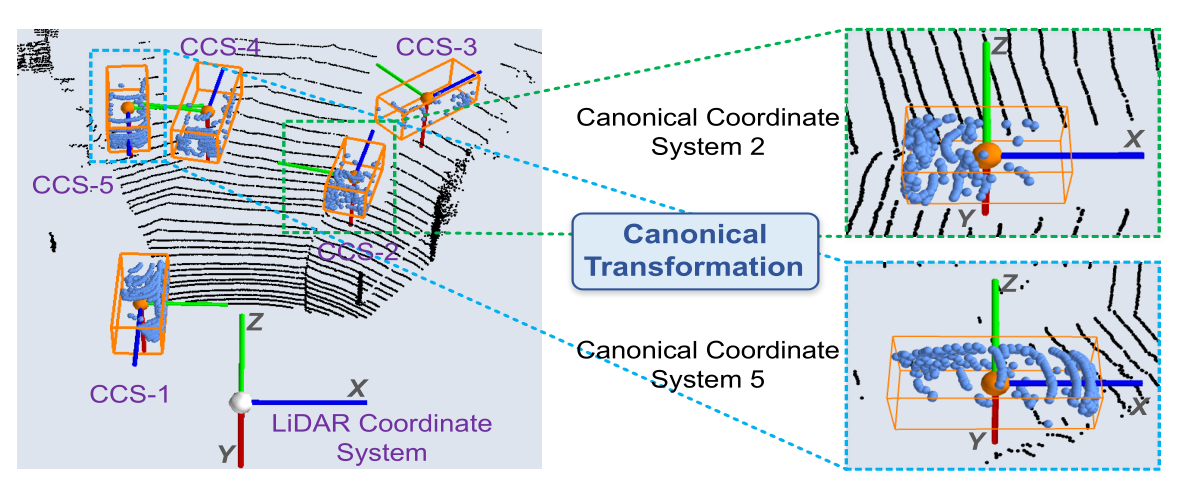 CCS-4
CCS-3
CCS-5
CCS-2
CCS-1
Z
X
Y
LiDAR Coordinate
System
Canonical Coordinate
System 2
Canonical
Transformation
Canonical Coordinate
System 5
Z
X
Y
Z
X
Y